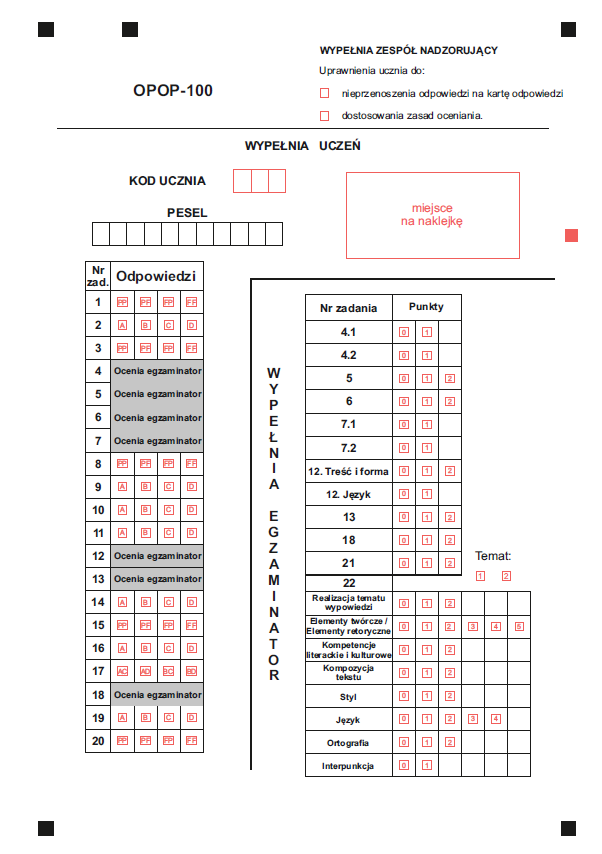 WYPEŁNIA ZESPÓŁ NADZORUJĄCY
Uprawnienia ucznia do:
OPOP-100
nieprzenoszenia odpowiedzi na kartę odpowiedzi
dostosowania zasad oceniania.
WYPEŁNIA UCZEŃ
KOD UCZNIA
PESEL
miejsce
na naklejkę
Nr zad. Odpowiedzi
1 PP PF FP FF
2 A B C D
3 PP PF FP FF
4 Ocenia egzaminator
5 Ocenia egzaminator
6 Ocenia egzaminator
7 Ocenia egzaminator
8 PP PF FP FF
9 A B C D
10 A B C D
11 A B C D
12 Ocenia egzaminator
13 Ocenia egzaminator
14 A B C D
15 PP PF FP FF
16 A B C D
17 AC AD BC BD
18 Ocenia egzaminator
19 A B C D
20 PP PF FP FF
WYPEŁNIA EGZAMINATOR
Nr zadania Punkty
4.1 0 1
4.2 0 1
5 0 1 2
6 0 1 2
7.1 0 1
7.2 0 1
12. Treść i forma 0 1 2
12. Język 0 1
13 0 1 2
18 0 1 2
21 0 1 2
Temat:
22 1 2
Realizacja tematu
wypowiedzi 0 1 2
Elementy twórcze /
Elementy retoryczne 0 1 2 3 4 5
Kompetencje
literackie i kulturowe 0 1 2
Kompozycja
tekstu 0 1 2
Styl 0 1 2
Język 0 1 2 3 4
Ortografia 0 1 2
Interpunkcja 0 1